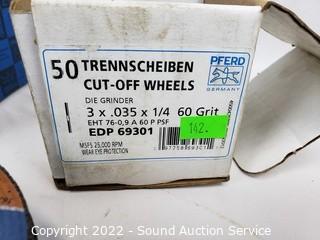 50 TRENNSCHEIBEN
CUT-OFF WHEELS
PFERD
GERMANY
DIE GRINDER
3 x .035 x 1/4 60 Grit
EHT 76-0,9 A 60 P PSF
EDP 69301
142.
MSFS 25,000 RPM
WEAR EYE PROTECTION
Copyright 2022 - Sound Auction Service